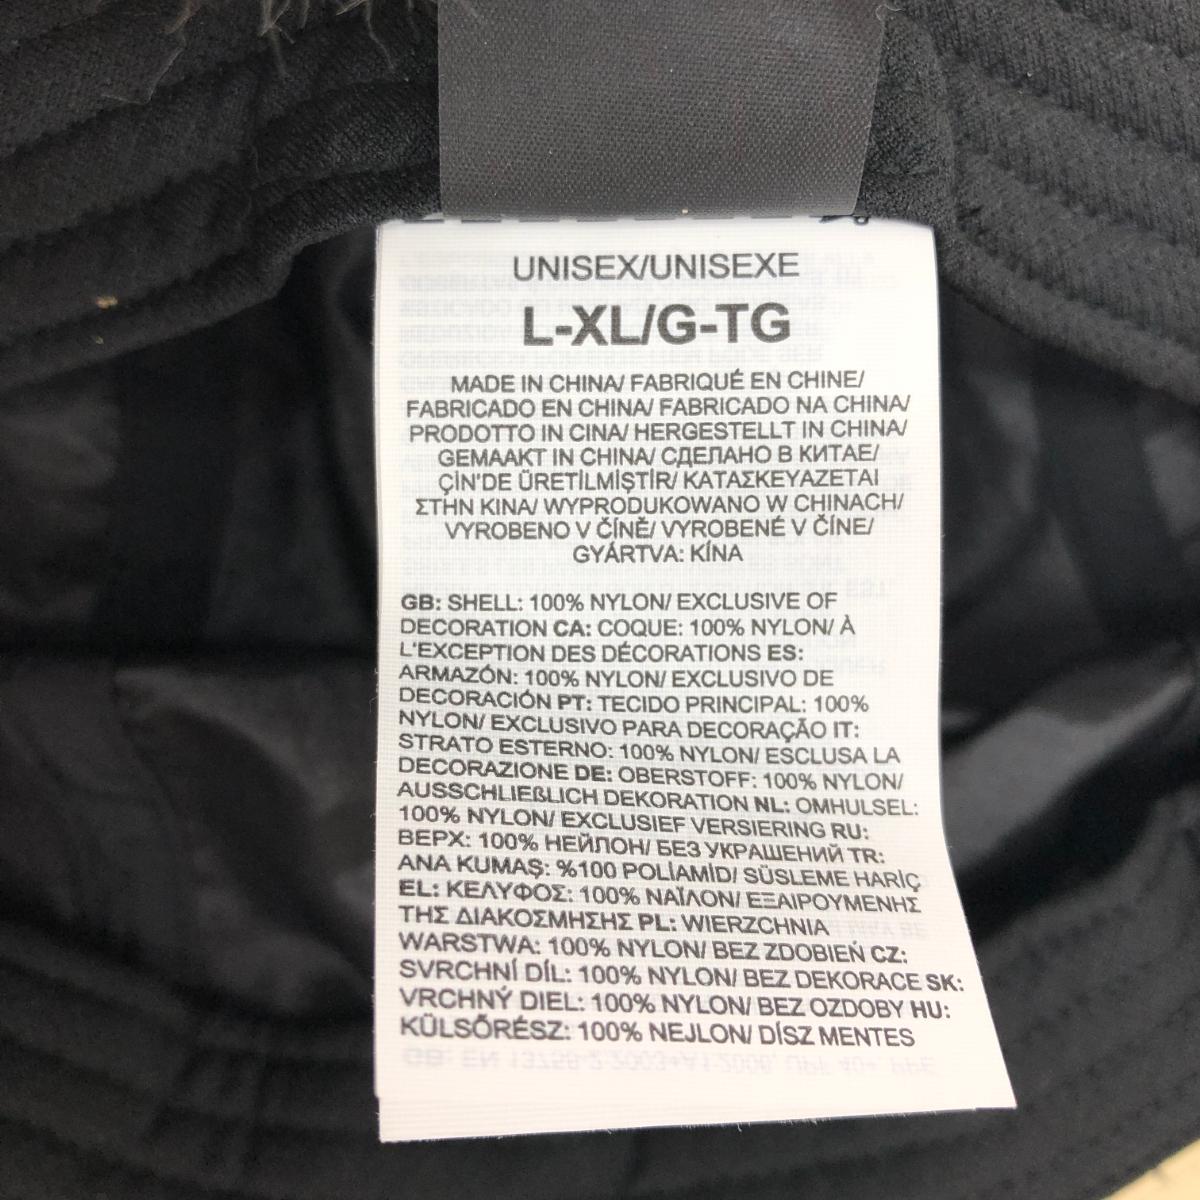 UNISEX/UNISEXE
L-XL/G-TG
MADE IN CHINA/ FABRIQUÉ EN CHINE/
FABRICADO EN CHINA/ FABRICADO NA CHINA/
PRODOTTO IN CINA/ HERGESTELLT IN CHINA/
GEMAAKT IN CHINA/ СДЕЛАНО В КИТАЕ/
ÇİN'DE ÜRETİLMİŞTİR/ ΚΑΤΑΣΚΕΥΑΖΕΤΑΙ
ΣΤΗΝ ΚΙΝΑ/ WYPRODUKOWANO W CHINACH/
VYROBENO V ČÍNĚ/ VYROBENÉ V ČÍNE/
GYÁRTVA: KÍNA
GB: SHELL: 100% NYLON/ EXCLUSIVE OF
DECORATION CA: COQUE: 100% NYLON/ À
L'EXCEPTION DES DÉCORATIONS ES:
ARMAZÓN: 100% NYLON/ EXCLUSIVO DE
DECORACIÓN PT: TECIDO PRINCIPAL: 100%
NYLON/ EXCLUSIVO PARA DECORAÇÃO IT:
STRATO ESTERNO: 100% NYLON/ ESCLUSA LA
DECORAZIONE DE: OBERSTOFF: 100% NYLON/
AUSSCHLIEßLICH DEKORATION NL: OMHULSEL:
100% NYLON/ EXCLUSIEF VERSIERING RU:
ВЕРХ: 100% НЕЙЛОН/ БЕЗ УКРАШЕНИЙ TR:
ANA KUMAŞ: %100 POLİAMİD/ SÜSLEME HARİÇ
EL: ΚΕΛΥΦΟΣ: 100% ΝΑΪΛΟΝ/ ΕΞΑΙΡΟΥΜΕΝΗΣ
ΤΗΣ ΔΙΑΚΟΣΜΗΣΗΣ PL: WIERZCHNIA
WARSTWA: 100% NYLON/ BEZ ZDOBIEŃ CZ:
SVRCHNÍ DÍL: 100% NYLON/ BEZ DEKORACE SK:
VRCHNÝ DIEL: 100% NYLON/ BEZ OZDOBY HU:
KÜLSŐRÉSZ: 100% NEJLON/ DÍSZ MENTES